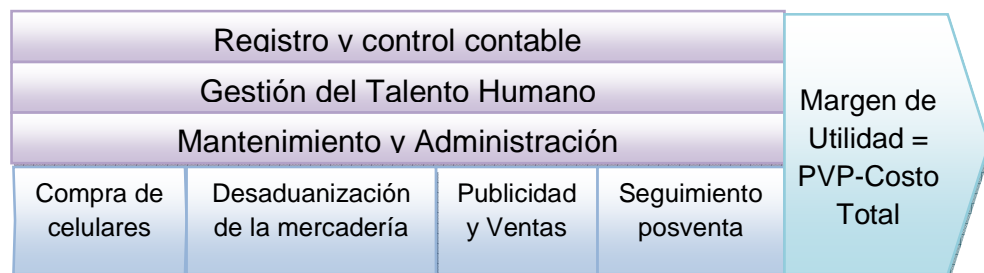 Registro y control contable
Gestión del Talento Humano
Mantenimiento y Administración
Compra de
celulares
Desaduanización
de la mercadería
Publicidad
y Ventas
Seguimiento
posventa
Margen de
Utilidad =
PVP-Costo
Total